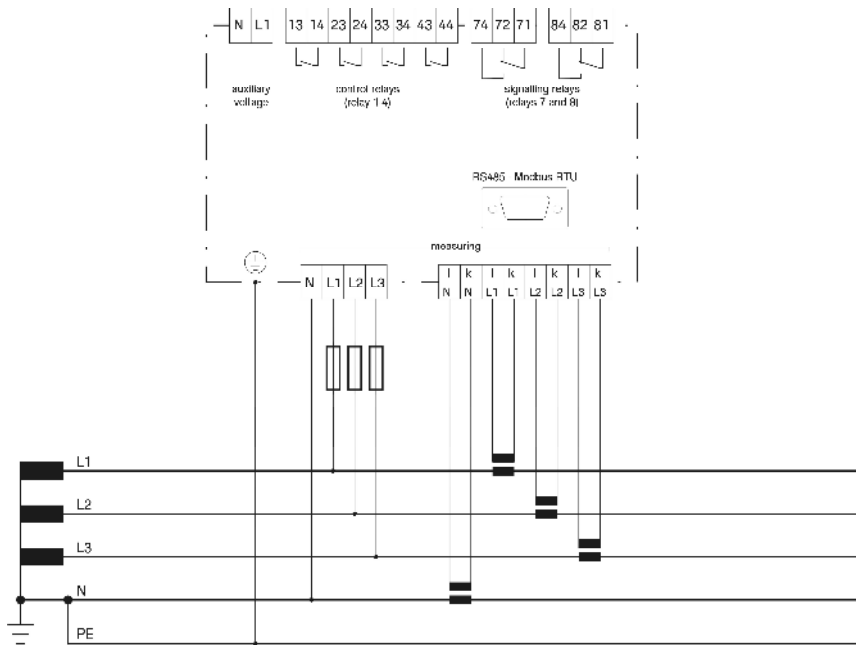 N L1 13 14 23 24 33 34 43 44 74 72 71 84 82 81
auxiliary
voltage
control relays
(relay 1-4)
signalling relays
(relays 7 and 8)
RS485 Modbus RTU
measuring
N L1 L2 L3
l k l k l k l k
N N L1 L1 L2 L2 L3 L3
L1
L2
L3
N
PE